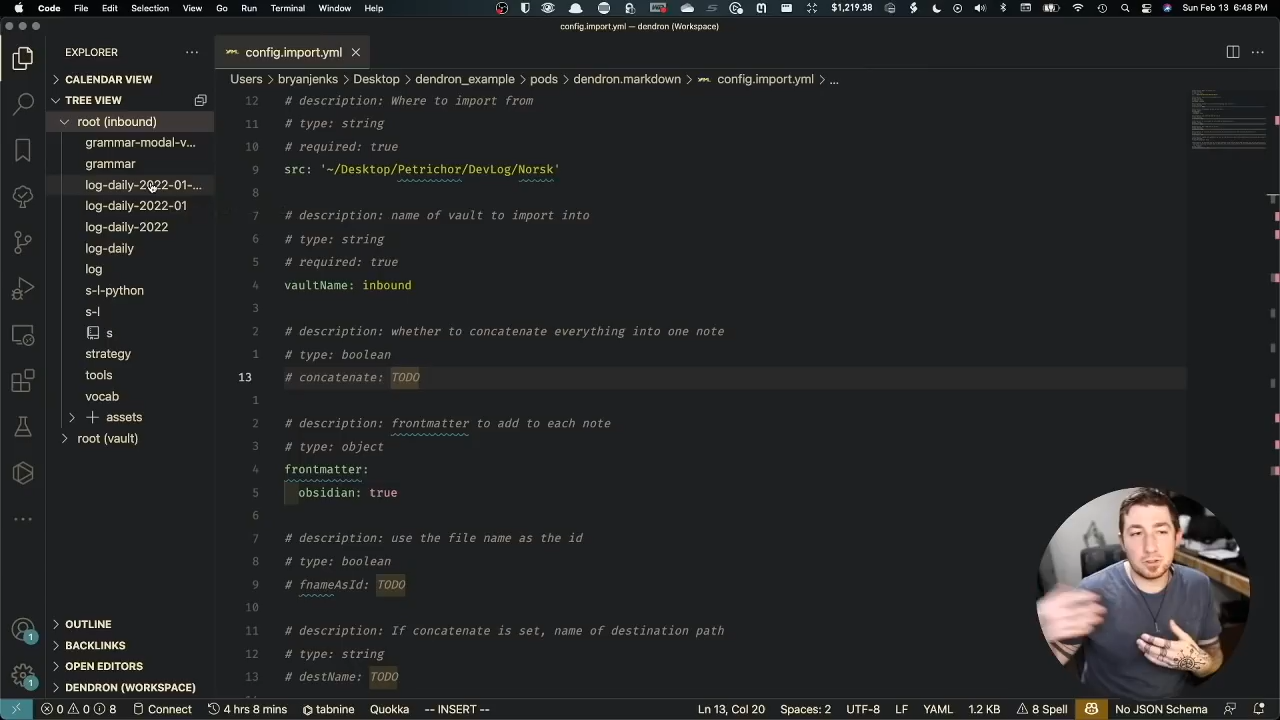 Code File Edit Selection View Go Run Terminal Window Help $1,219.38 Sun Feb 13 6:48 PM
config.import.yml — dendron (Workspace)
EXPLORER
config.import.yml
CALENDAR VIEW
Users > bryanjenks > Desktop > dendron_example > pods > dendron.markdown > config.import.yml > ...
TREE VIEW
root (inbound)
grammar-modal-v...
grammar
log-daily-2022-01-...
log-daily-2022-01
log-daily-2022
log-daily
log
s-l-python
s-l
s
strategy
tools
vocab
assets
root (vault)
OUTLINE
BACKLINKS
OPEN EDITORS
DENDRON (WORKSPACE)
12 # description: Where to import from
11 # type: string
10 # required: true
9 src: '~/Desktop/Petrichor/DevLog/Norsk'
8
7 # description: name of vault to import into
6 # type: string
5 # required: true
4 vaultName: inbound
3
2 # description: whether to concatenate everything into one note
1 # type: boolean
13 # concatenate: TODO
1
2 # description: frontmatter to add to each note
3 # type: object
4 frontmatter:
5 obsidian: true
6
7 # description: use the file name as the id
8 # type: boolean
9 # fnameAsId: TODO
10
11 # description: If concatenate is set, name of destination path
12 # type: string
13 # destName: TODO
1
1
0 0 8 Connect 4 hrs 8 mins tabnine Quokka -- INSERT -- Ln 13, Col 20 Spaces: 2 UTF-8 LF YAML 1.2 KB 8 Spell No JSON Schema